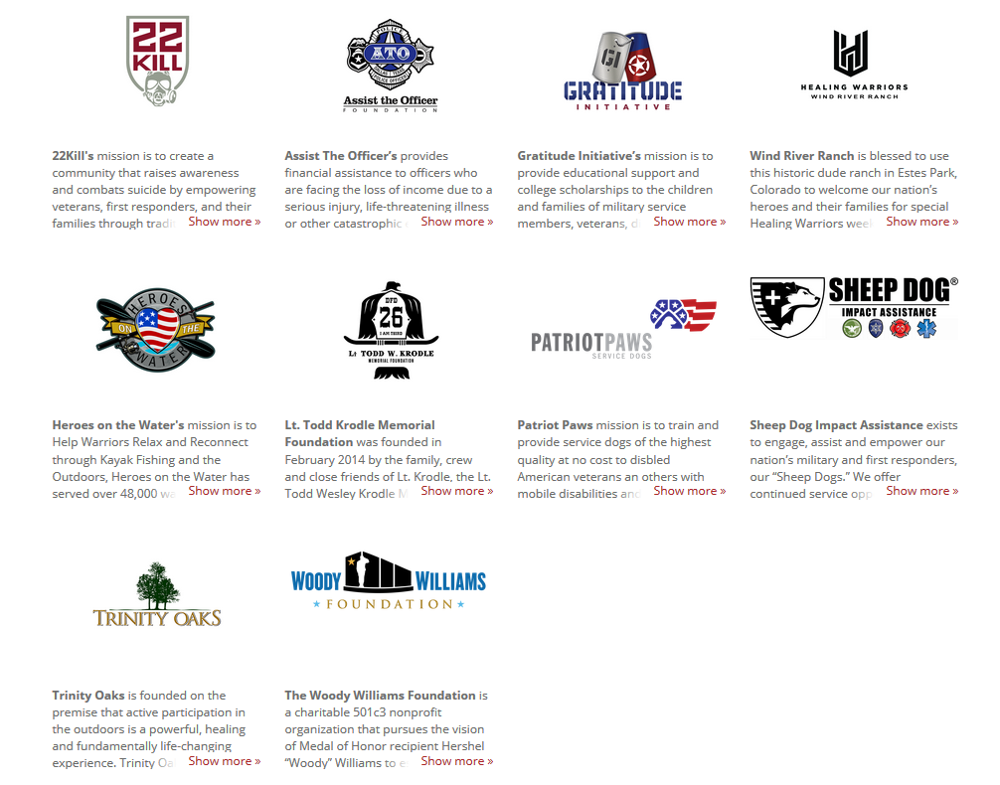 22
KILL
POLICE
ATO
DALLAS TEXAS
POLICE OFFICER
Assist the Officer
FOUNDATION
GI
GRATITUDE
INITIATIVE
HEALING WARRIORS
WIND RIVER RANCH
22Kill's mission is to create a
community that raises awareness
and combats suicide by empowering
veterans, first responders, and their
families through Show more »
Assist The Officer's provides
financial assistance to officers who
are facing the loss of income due to a
serious injury, life-threatening illness
or other catastrophic Show more »
Gratitude Initiative's mission is to
provide educational support and
college scholarships to the children
and families of military service
members, veterans, Show more »
Wind River Ranch is blessed to use
this historic dude ranch in Estes Park,
Colorado to welcome our nation's
heroes and their families for special
Healing Warriors Show more »
HEROES
ON THE
WATER
DFD
26
I AM THIRD
Lt TODD W. KRODLE
MEMORIAL FOUNDATION
PATRIOTPAWS
SERVICE DOGS
SHEEP DOG®
IMPACT ASSISTANCE
Heroes on the Water's mission is to
Help Warriors Relax and Reconnect
through Kayak Fishing and the
Outdoors, Heroes on the Water has
served over 48,000 Show more »
Lt. Todd Krodle Memorial
Foundation was founded in
February 2014 by the family, crew
and close friends of Lt. Krodle, the Lt.
Todd Wesley Krodle M Show more »
Patriot Paws mission is to train and
provide service dogs of the highest
quality at no cost to disbled
American veterans an others with
mobile disabilities and Show more »
Sheep Dog Impact Assistance exists
to engage, assist and empower our
nation's military and first responders,
our “Sheep Dogs.” We offer
continued service opp Show more »
TRINITY OAKS
WOODY WILLIAMS
FOUNDATION
Trinity Oaks is founded on the
premise that active participation in
the outdoors is a powerful, healing
and fundamentally life-changing
experience. Trinity Oa Show more »
The Woody Williams Foundation is
a charitable 501c3 nonprofit
organization that pursues the vision
of Medal of Honor recipient Hershel
“Woody” Williams to e Show more »